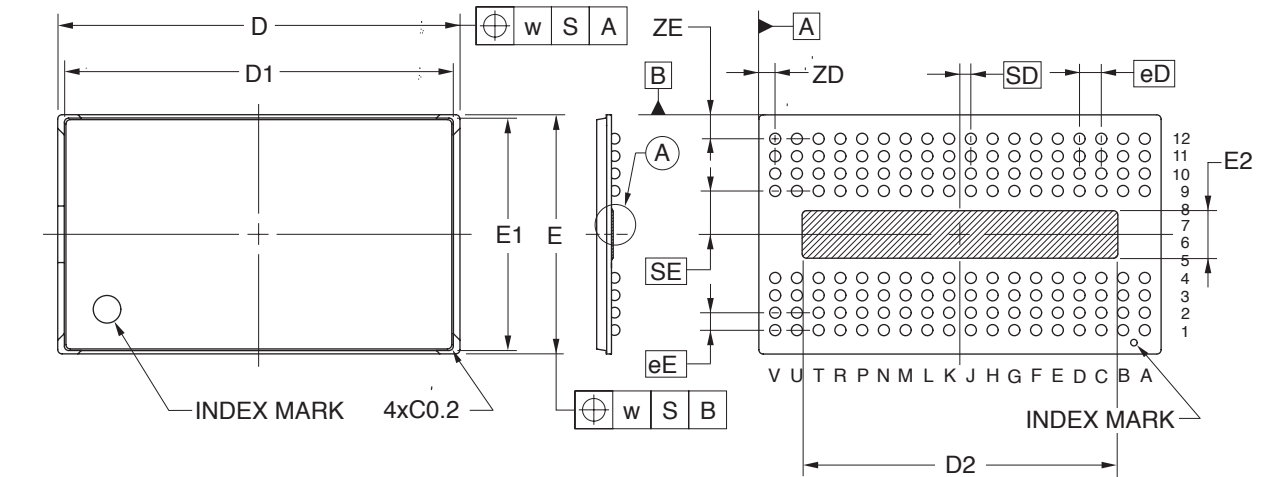 D
w S A
D1
ZE
A
ZD
SD
eD
B
A
E1
E
SE
eE
E2
12
11
10
9
8
7
6
5
4
3
2
1
V U T R P N M L K J H G F E D C B A
INDEX MARK
4xC0.2
w S B
INDEX MARK
D2